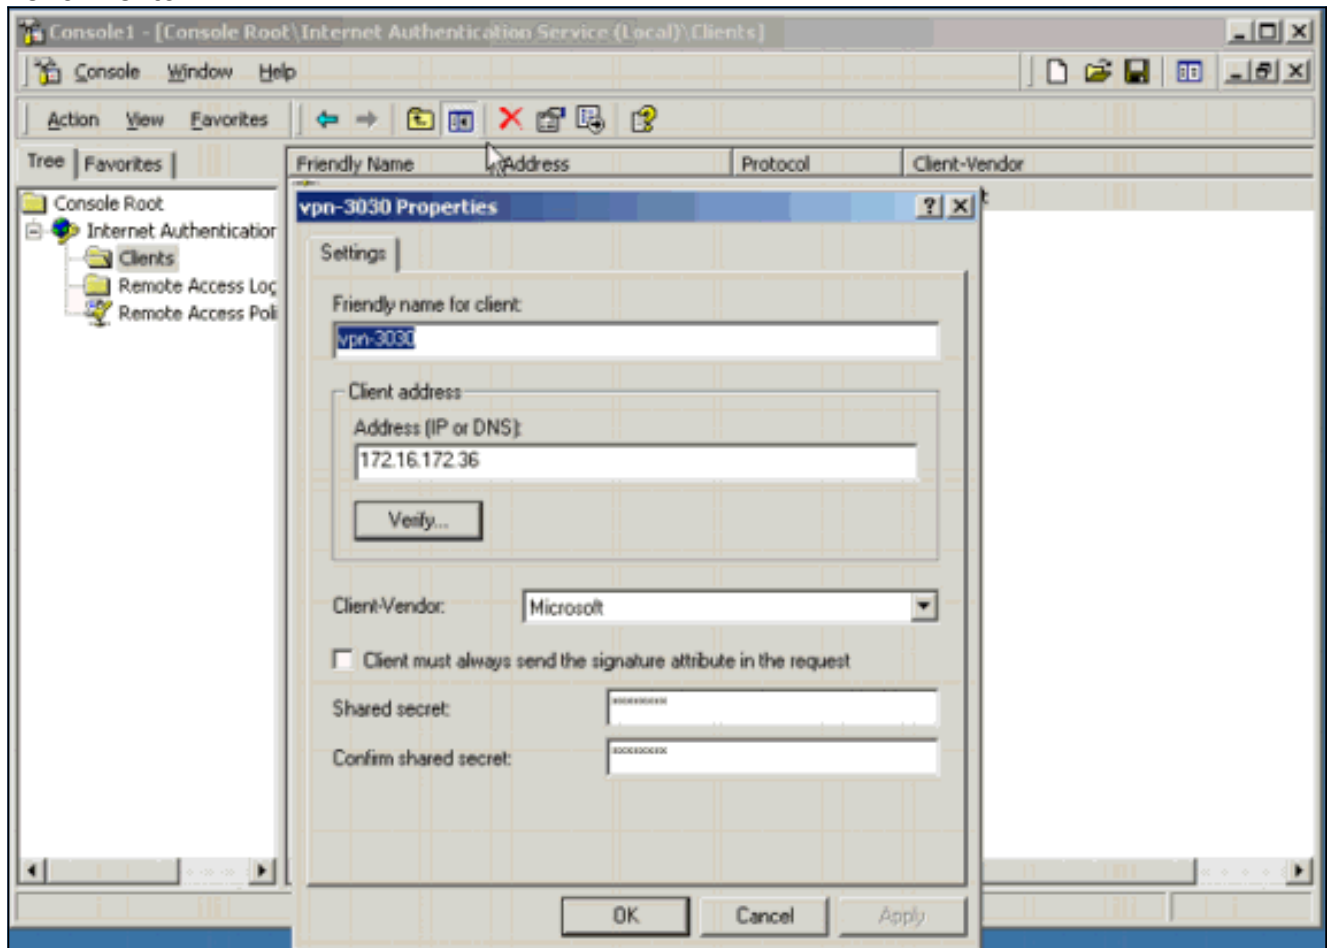 Console1 - [Console Root\Internet Authentication Service (Local)\Clients]
Console Window Help
Action View Favorites
Tree Favorites
Friendly Name Address Protocol Client-Vendor
Console Root
Internet Authentication
Clients
Remote Access Log
Remote Access Poli
vpn-3030 Properties
Settings
Friendly name for client:
vpn-3030
Client address
Address (IP or DNS):
172.16.172.36
Verify...
Client-Vendor: Microsoft
Client must always send the signature attribute in the request
Shared secret: ********
Confirm shared secret: ********
OK Cancel Apply